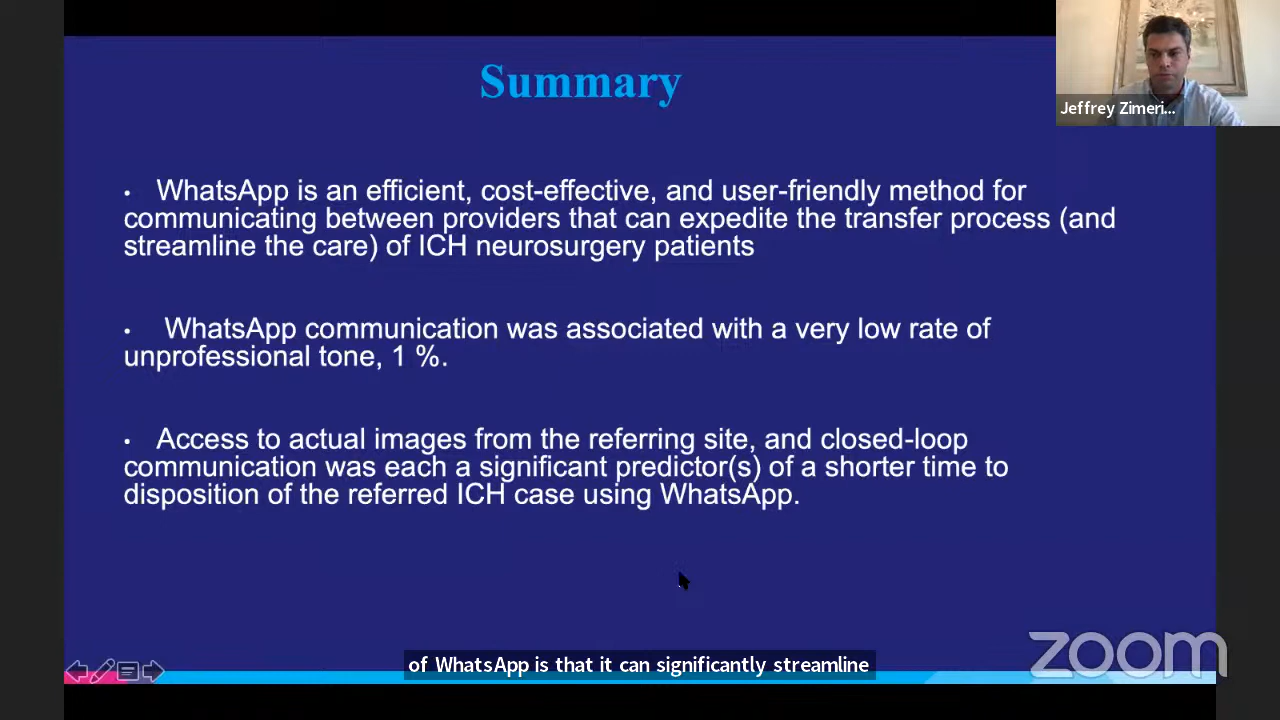 Summary
Jeffrey Zimeri...
• WhatsApp is an efficient, cost-effective, and user-friendly method for
communicating between providers that can expedite the transfer process (and
streamline the care) of ICH neurosurgery patients
• WhatsApp communication was associated with a very low rate of
unprofessional tone, 1 %.
• Access to actual images from the referring site, and closed-loop
communication was each a significant predictor(s) of a shorter time to
disposition of the referred ICH case using WhatsApp.
zoom
of WhatsApp is that it can significantly streamline